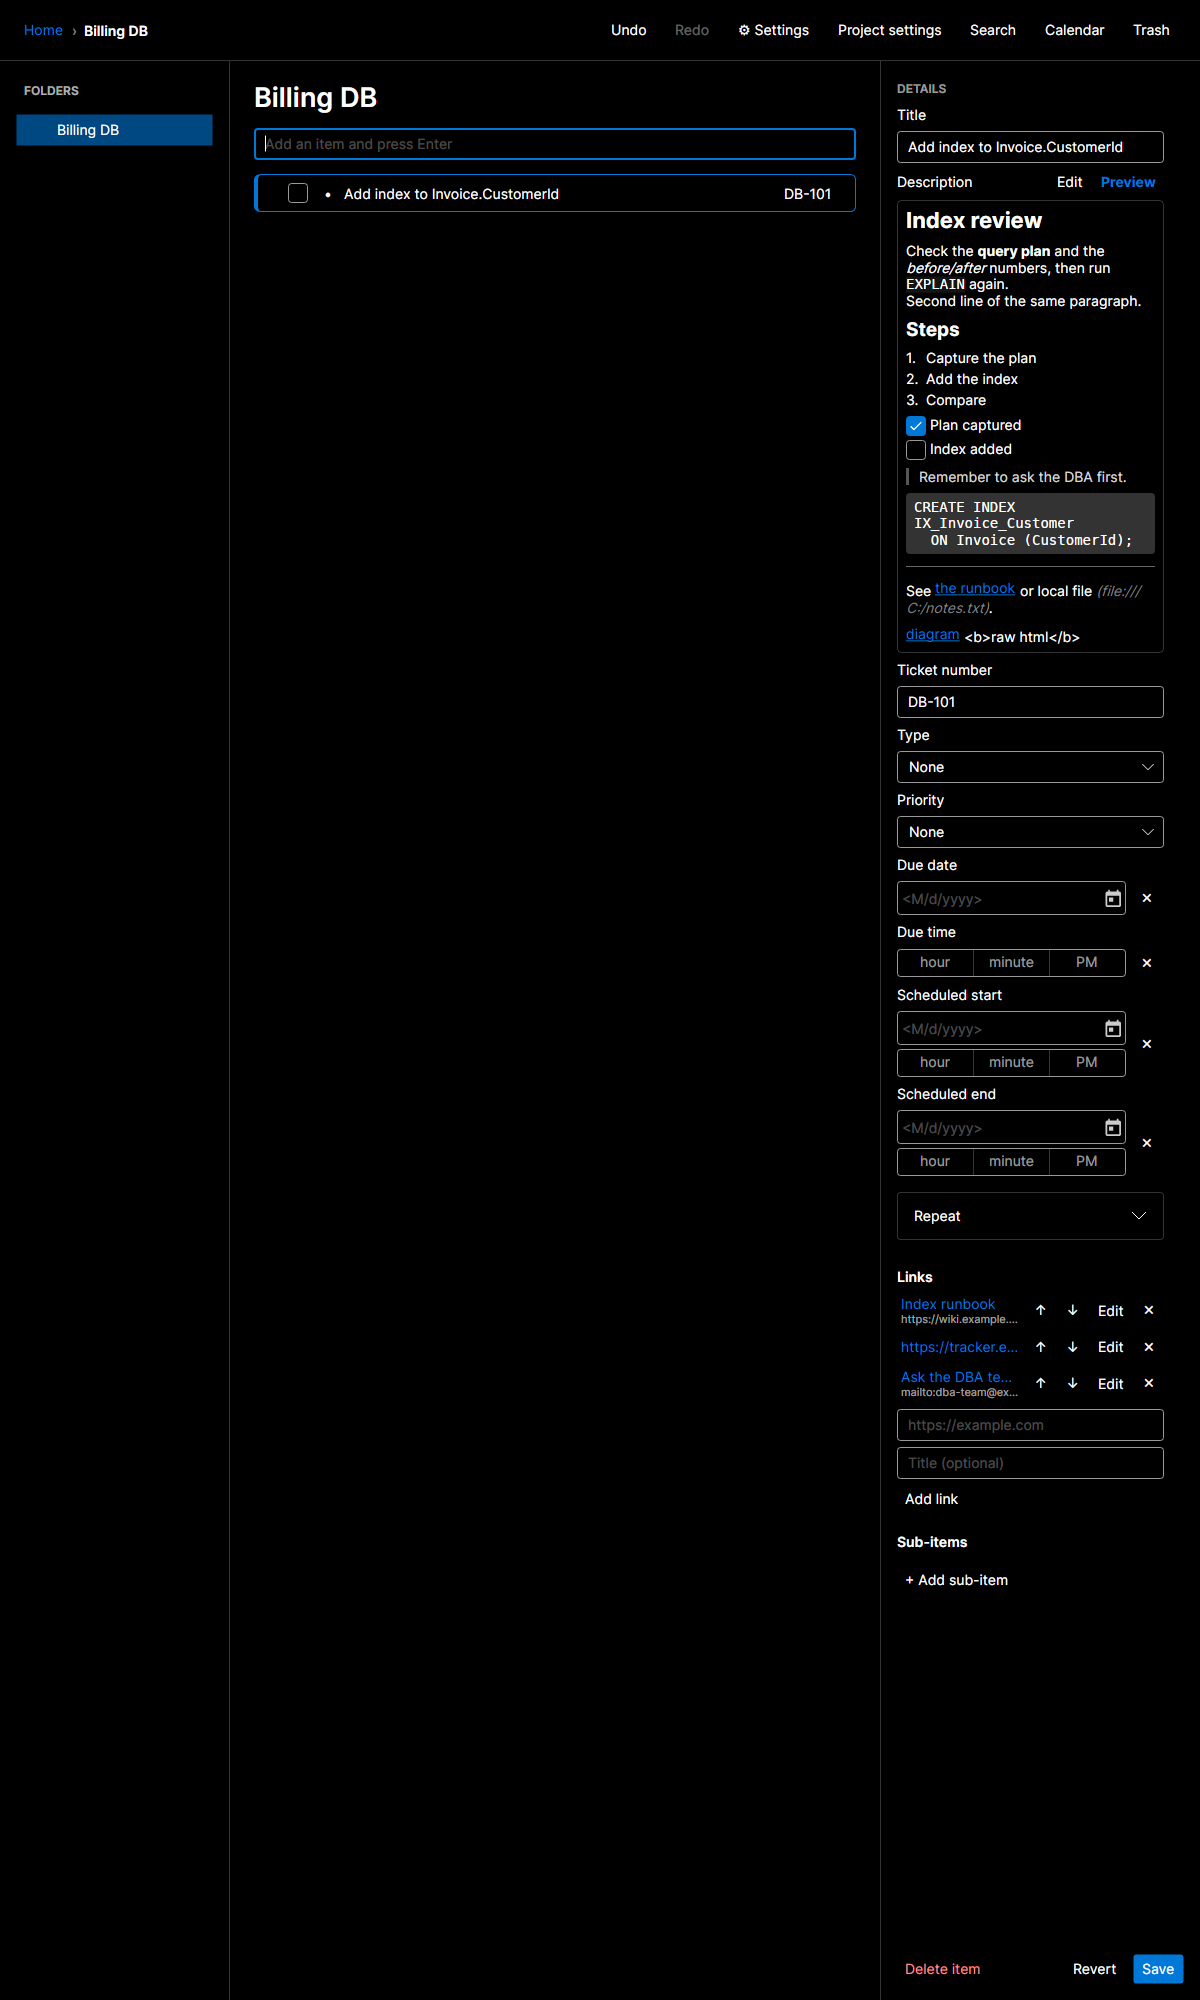 Home › Billing DB
Undo
Redo
⚙ Settings
Project settings
Search
Calendar
Trash
FOLDERS
Billing DB
Billing DB
Add an item and press Enter
• Add index to Invoice.CustomerId
DB-101
DETAILS
Title
Add index to Invoice.CustomerId
Description
Edit
Preview
Index review
Check the query plan and the
before/after numbers, then run
EXPLAIN again.
Second line of the same paragraph.
Steps
1. Capture the plan
2. Add the index
3. Compare
Plan captured
Index added
Remember to ask the DBA first.
CREATE INDEX
IX_Invoice_Customer
ON Invoice (CustomerId);
See the runbook or local file (file:///
C:/notes.txt).
diagram <b>raw html</b>
Ticket number
DB-101
Type
None
Priority
None
Due date
<M/d/yyyy>
✕
Due time
hour minute PM
✕
Scheduled start
<M/d/yyyy>
✕
hour minute PM
Scheduled end
<M/d/yyyy>
✕
hour minute PM
Repeat
Links
Index runbook
https://wiki.example....
↑ ↓ Edit ✕
https://tracker.e...
↑ ↓ Edit ✕
Ask the DBA te...
mailto:dba-team@ex...
↑ ↓ Edit ✕
https://example.com
Title (optional)
Add link
Sub-items
+ Add sub-item
Delete item
Revert
Save